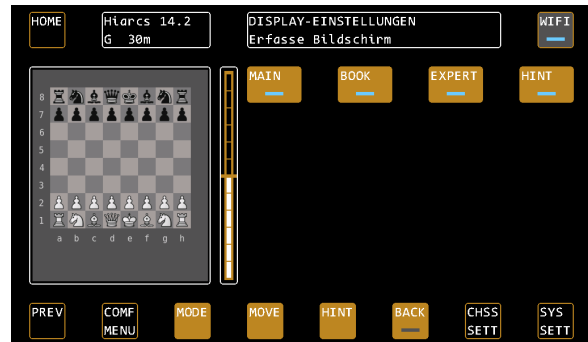 HOME
Hiarcs 14.2
G 30m
DISPLAY-EINSTELLUNGEN
Erfasse Bildschirm
WIFI
MAIN
BOOK
EXPERT
HINT
8
7
6
5
4
3
2
1
a b c d e f g h
PREV
COMF
MENU
MODE
MOVE
HINT
BACK
CHSS
SETT
SYS
SETT